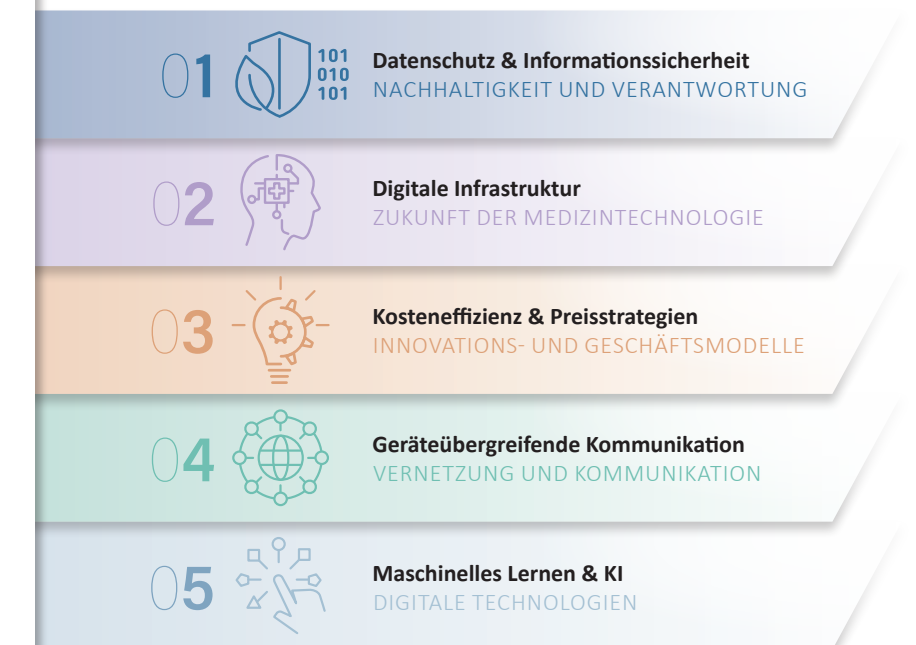 01
101
010
101
Datenschutz & Informationssicherheit
NACHHALTIGKEIT UND VERANTWORTUNG
02
Digitale Infrastruktur
ZUKUNFT DER MEDIZINTECHNOLOGIE
03
Kosteneffizienz & Preisstrategien
INNOVATIONS- UND GESCHÄFTSMODELLE
04
Geräteübergreifende Kommunikation
VERNETZUNG UND KOMMUNIKATION
05
Maschinelles Lernen & KI
DIGITALE TECHNOLOGIEN